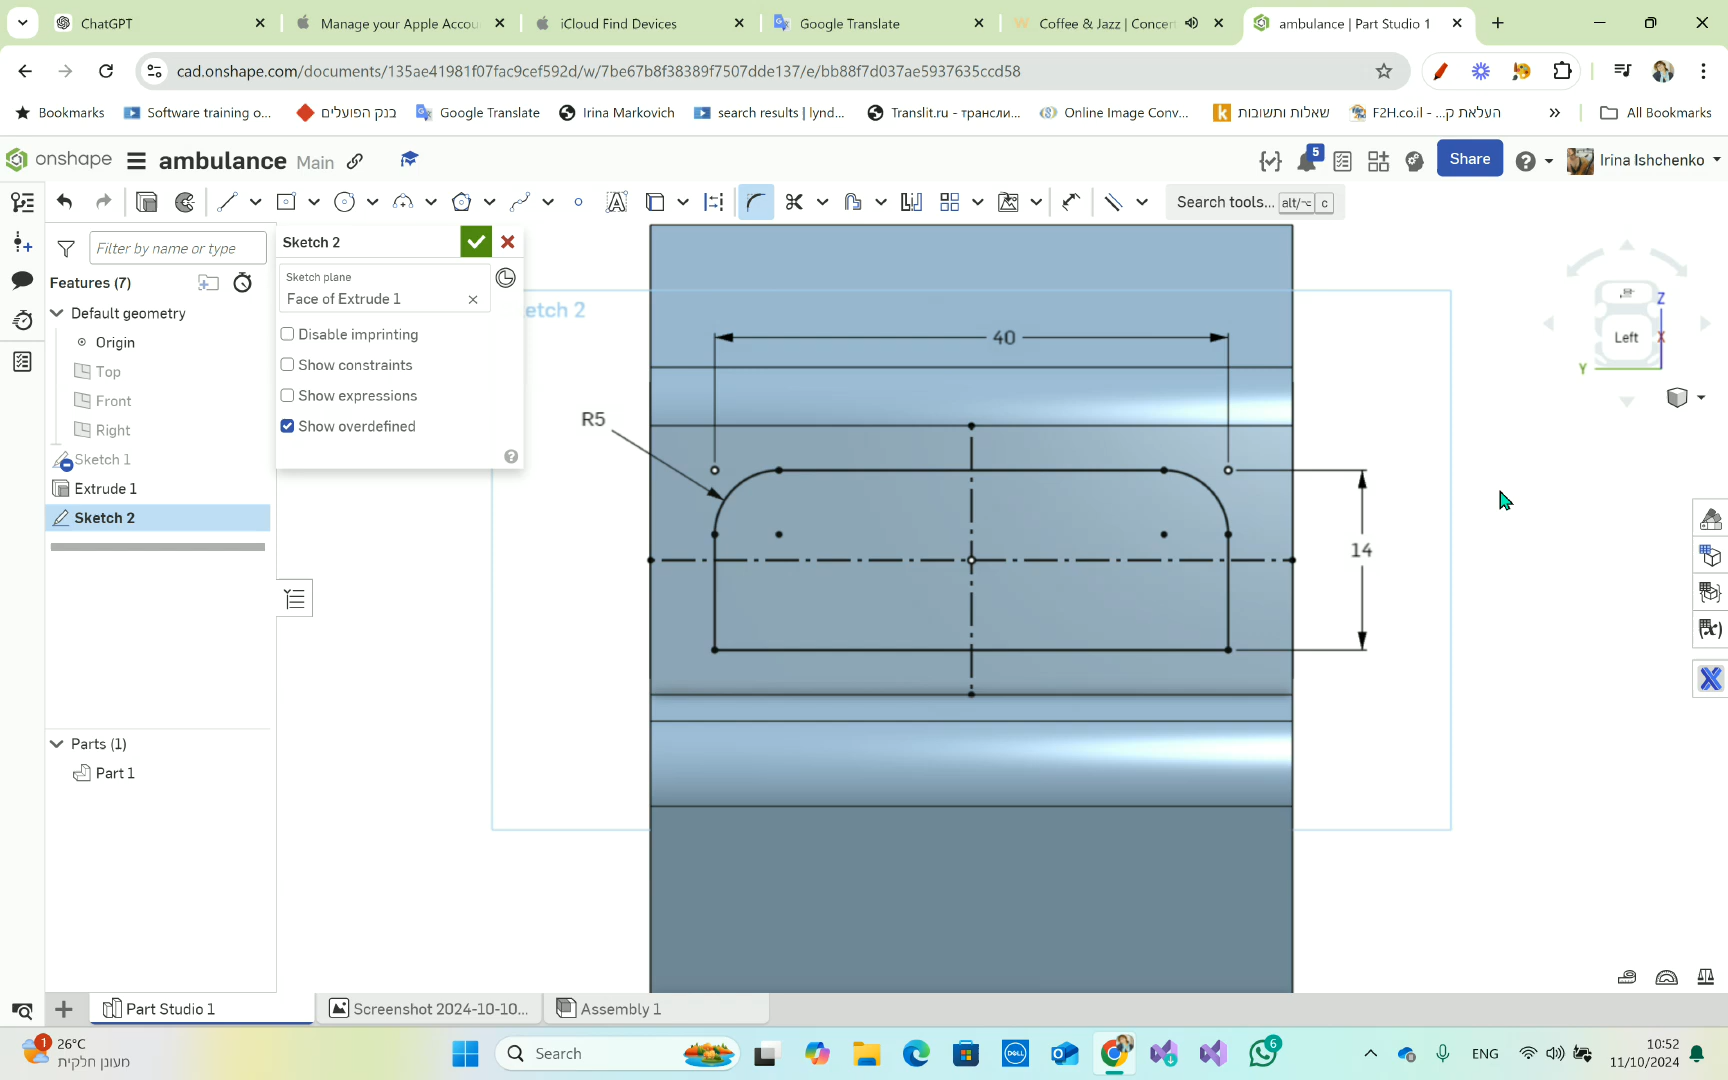 ChatGPT
Manage your Apple Accou
iCloud Find Devices
Google Translate
Coffee & Jazz | Concer
ambulance | Part Studio 1
cad.onshape.com/documents/135ae41981f07fac9cef592d/w/7be67b8f38389f7507dde137/e/bb88f7d037ae5937635ccd58
Bookmarks
Software training o...
בנק הפועלים
Google Translate
Irina Markovich
search results | lynd...
Translit.ru - трансли...
Online Image Conv...
שאלות ותשובות
F2H.co.il - ...העלאת ק
»
All Bookmarks
onshape
ambulance Main
5
Share
Irina Ishchenko
Search tools... alt/⌥ c
Filter by name or type
Features (7)
Default geometry
Origin
Top
Front
Right
Sketch 1
Extrude 1
Sketch 2
Parts (1)
Part 1
Sketch 2
Sketch plane
Face of Extrude 1
Disable imprinting
Show constraints
Show expressions
Show overdefined
etch 2
40
R5
14
Left
Z
X
Y
Part Studio 1
Screenshot 2024-10-10...
Assembly 1
1
26°C
מעונן חלקית
Search
DELL
6
ENG
10:52
11/10/2024